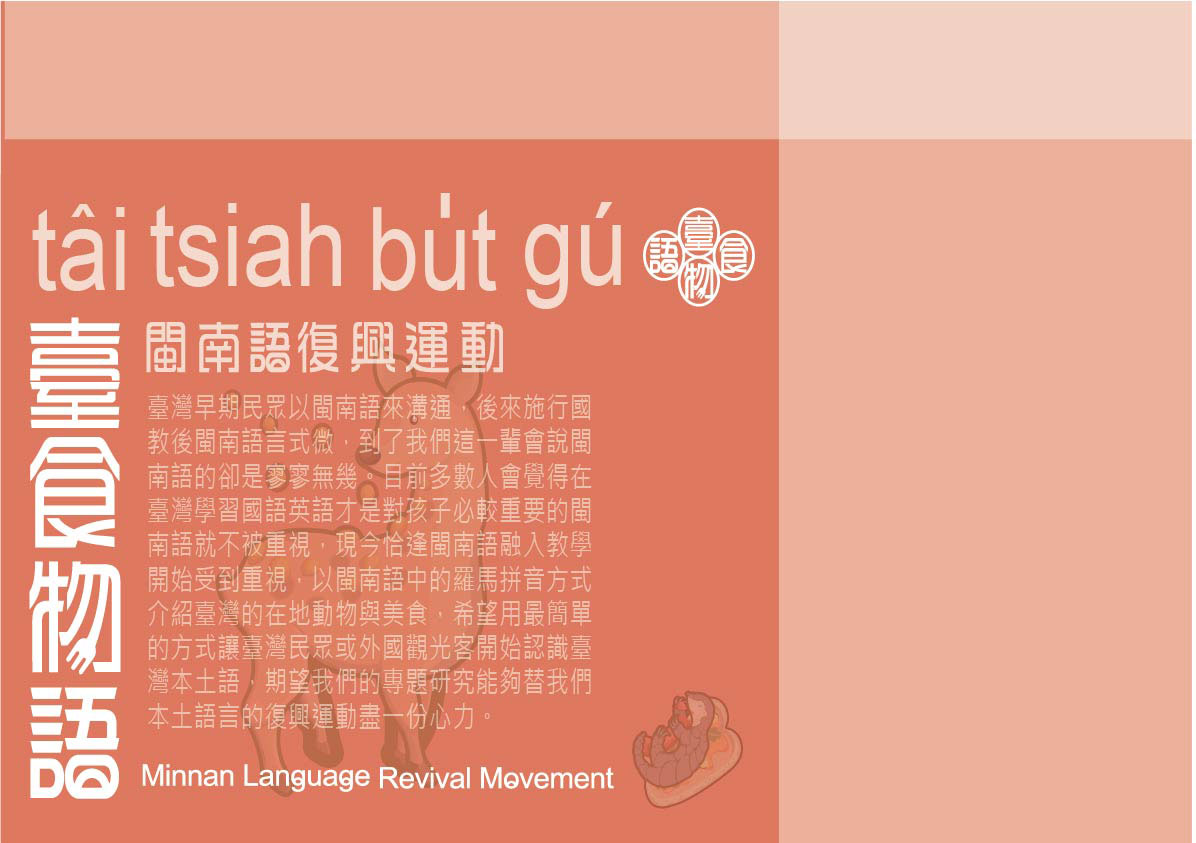 tâi tsiah bu̍t gú
臺
語
食
物
臺食物語
閩南語復興運動
臺灣早期民眾以閩南語來溝通，後來施行國
教後閩南語言式微，到了我們這一輩會說閩
南語的卻是寥寥無幾。目前多數人會覺得在
臺灣學習國語英語才是對孩子必較重要的閩
南語就不被重視，現今恰逢閩南語融入教學
開始受到重視，以閩南語中的羅馬拼音方式
介紹臺灣的在地動物與美食，希望用最簡單
的方式讓臺灣民眾或外國觀光客開始認識臺
灣本土語，期望我們的專題研究能夠替我們
本土語言的復興運動盡一份心力。
Minnan Language Revival Movement